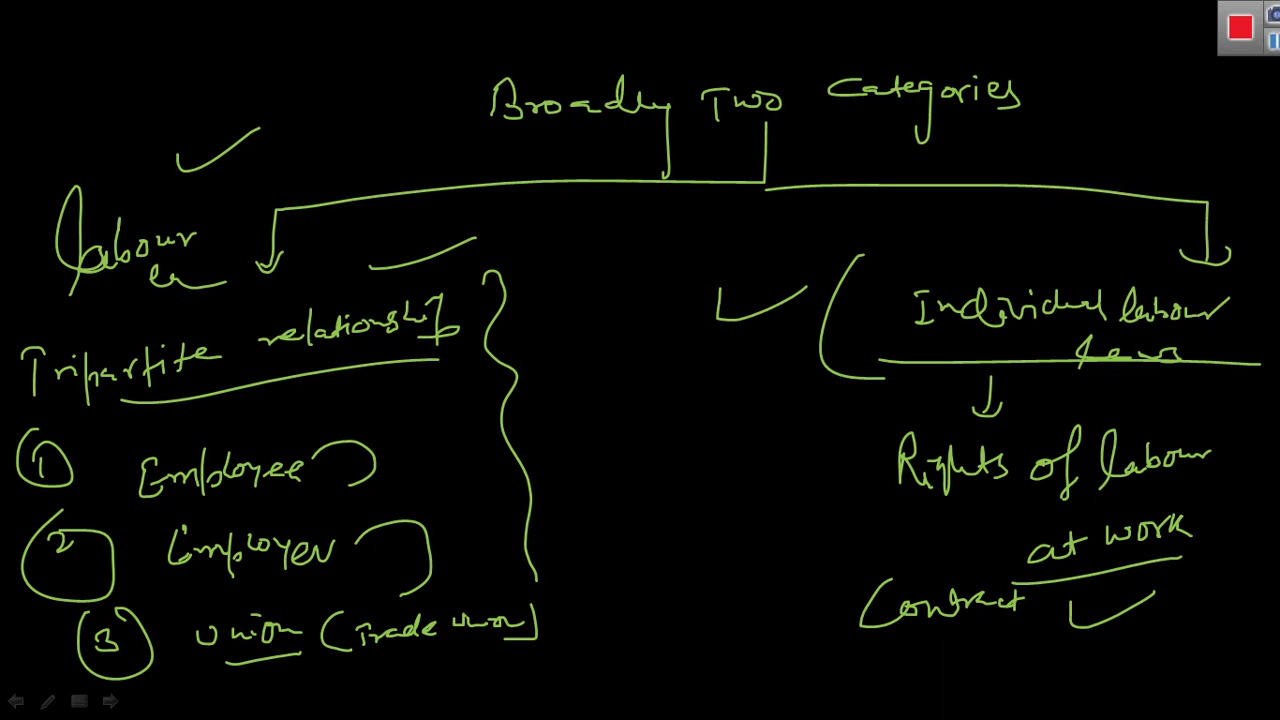 Broadly Two Categories
labour
Tripartite relationship
1 Employee
2 Employer
3 Union (Trade union)
Individual labour
laws
Rights of labour
at work
Contract